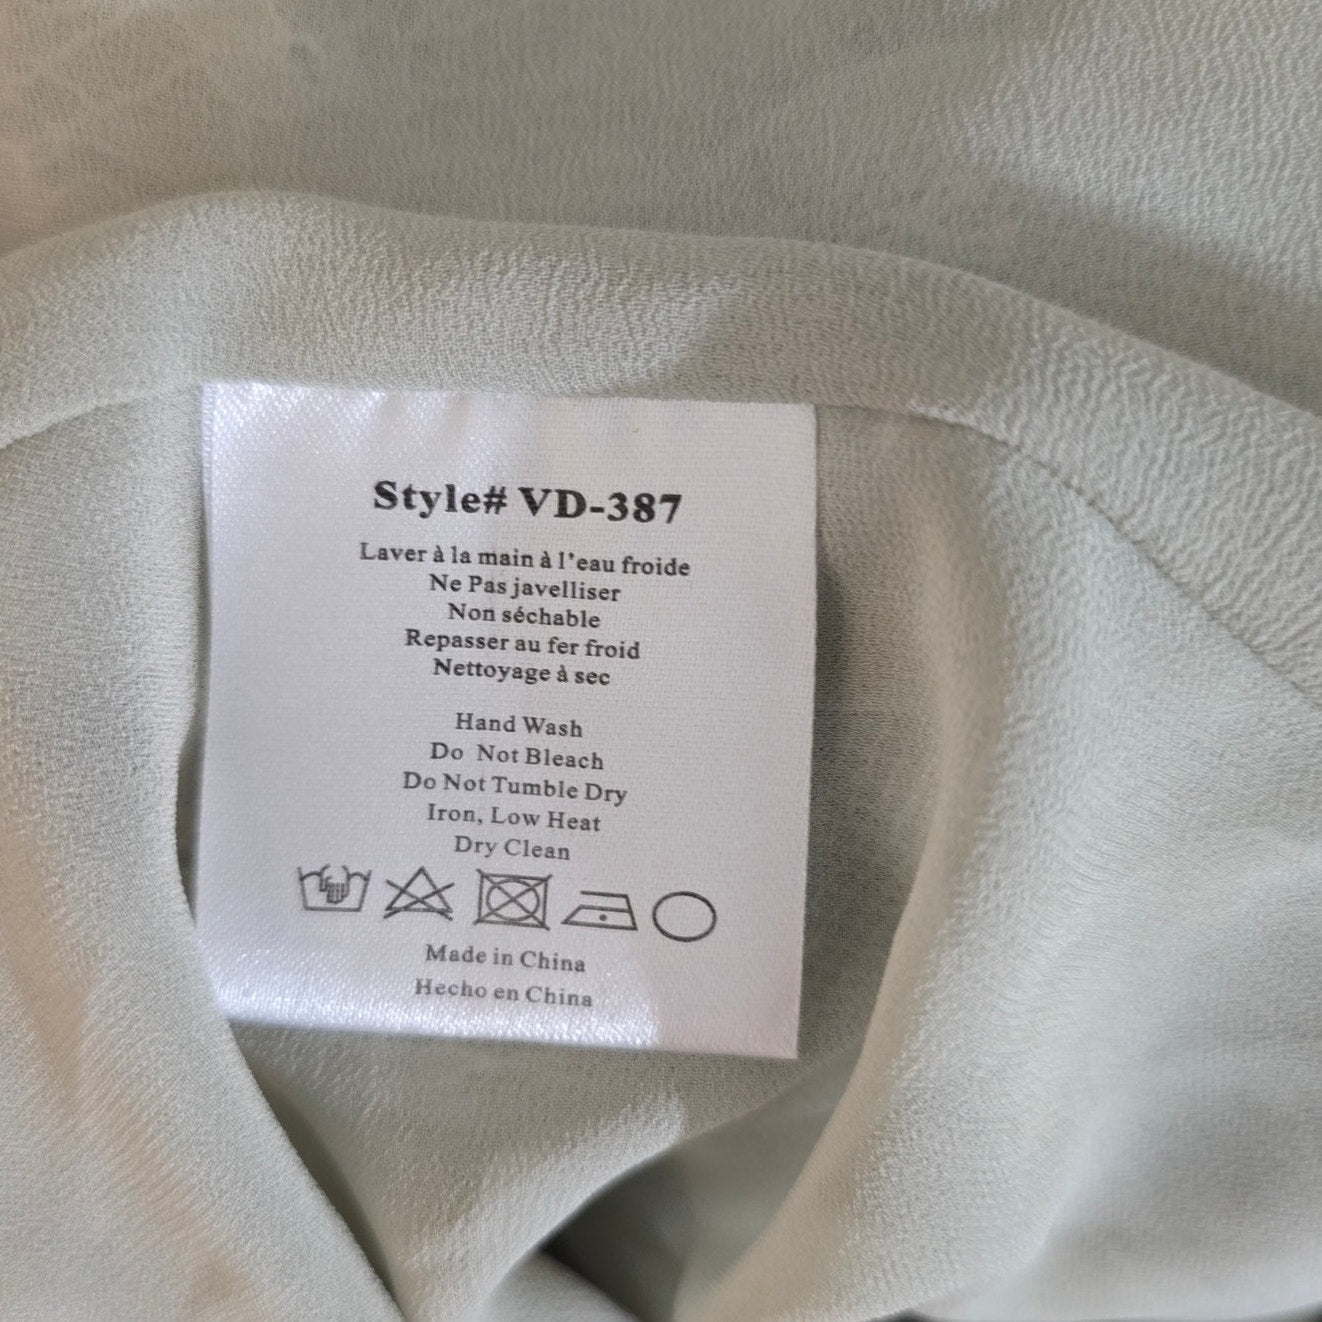 Style# VD-387
Laver à la main à l'eau froide
Ne Pas javelliser
Non séchable
Repasser au fer froid
Nettoyage à sec
Hand Wash
Do Not Bleach
Do Not Tumble Dry
Iron, Low Heat
Dry Clean
Made in China
Hecho en China